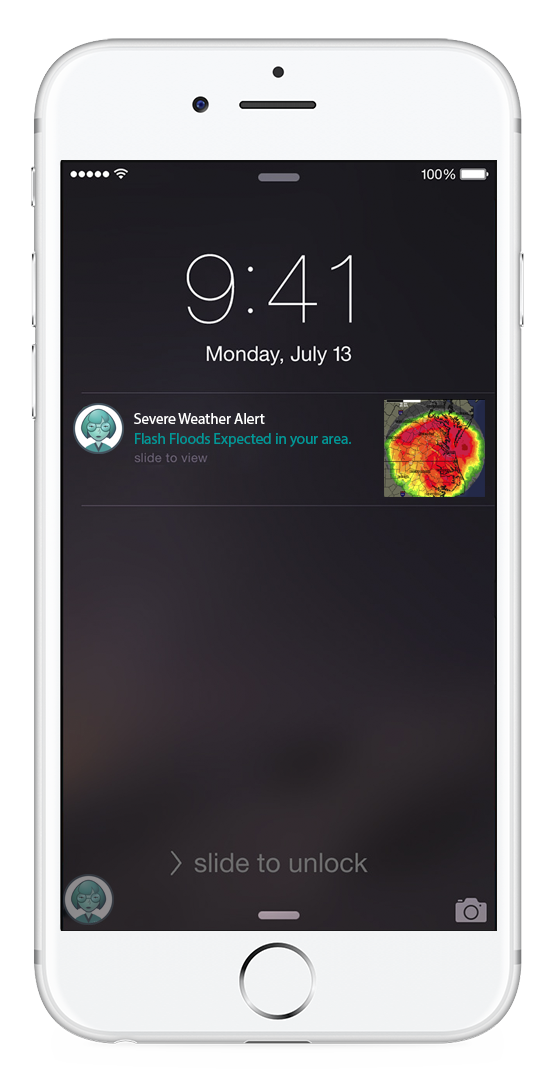 100%
9:41
Monday, July 13
Severe Weather Alert
Flash Floods Expected in your area.
slide to view
> slide to unlock